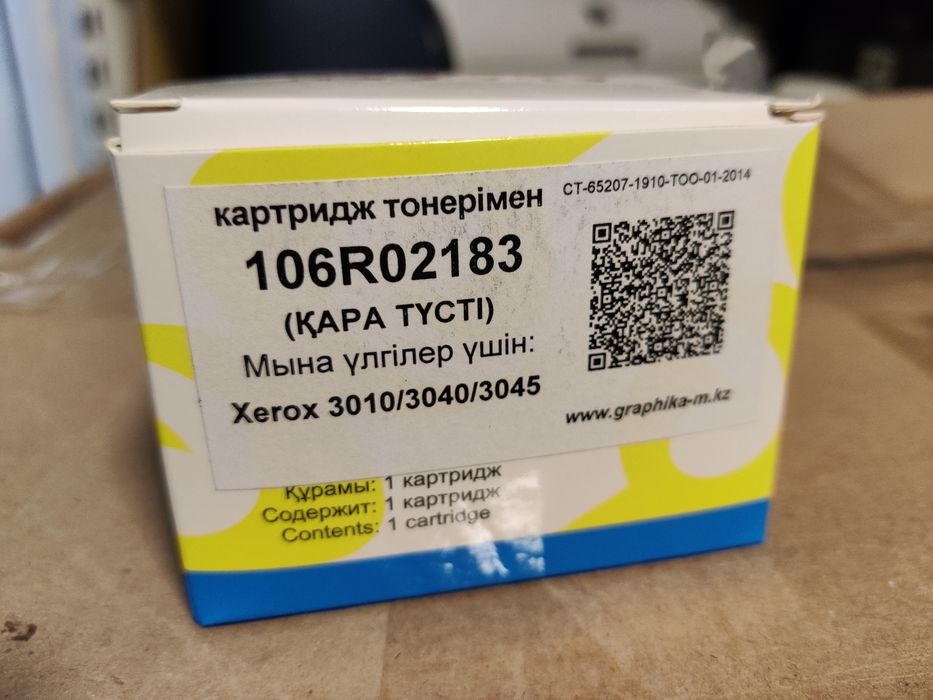 картридж тонерімен
106R02183
(ҚАРА ТҮСТІ)
Мына үлгілер үшін:
Xerox 3010/3040/3045
СТ-65207-1910-ТОО-01-2014
www.graphika-m.kz
Құрамы: 1 картридж
Содержит: 1 картридж
Contents: 1 cartridge